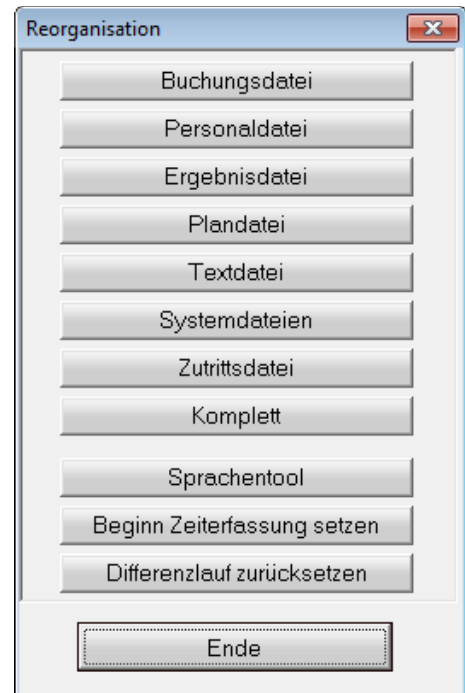 Reorganisation
Buchungsdatei
Personaldatei
Ergebnisdatei
Plandatei
Textdatei
Systemdateien
Zutrittsdatei
Komplett
Sprachentool
Beginn Zeiterfassung setzen
Differenzlauf zurücksetzen
Ende